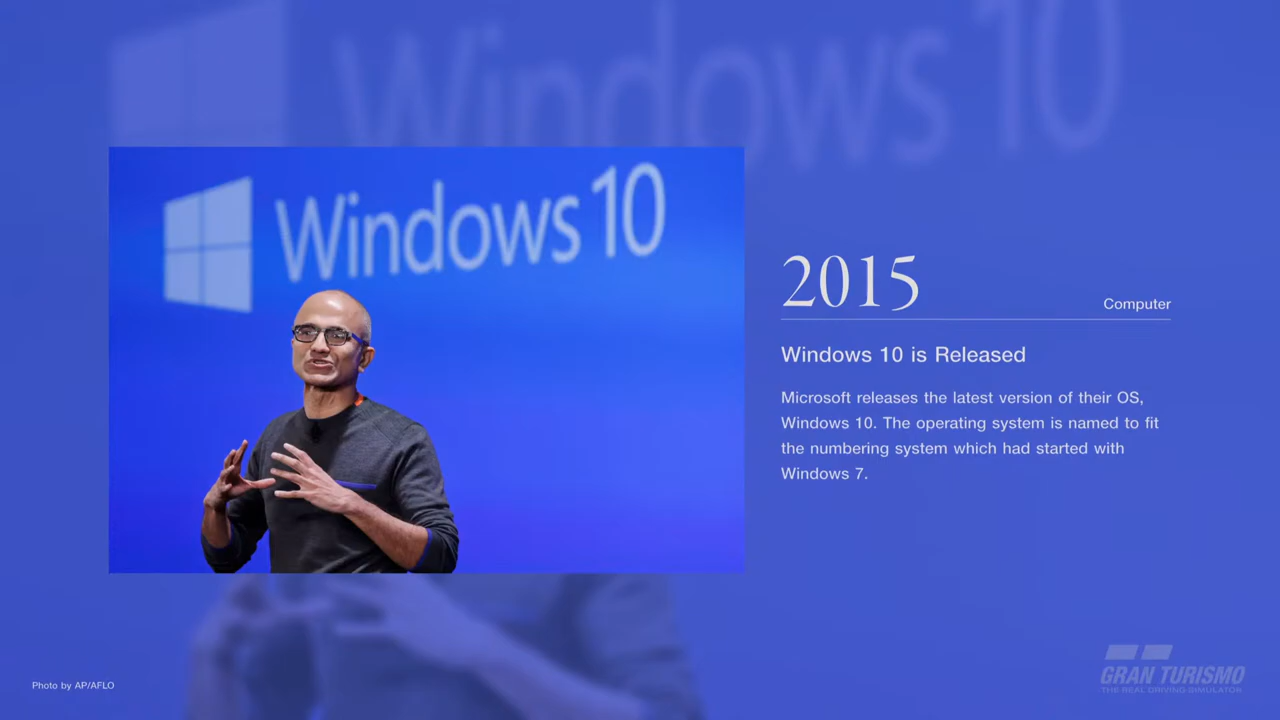 Windows 10
Windows 10
2015
Computer
Windows 10 is Released
Microsoft releases the latest version of their OS,
Windows 10. The operating system is named to fit
the numbering system which had started with
Windows 7.
Photo by AP/AFLO
GRAN TURISMO
THE REAL DRIVING SIMULATOR